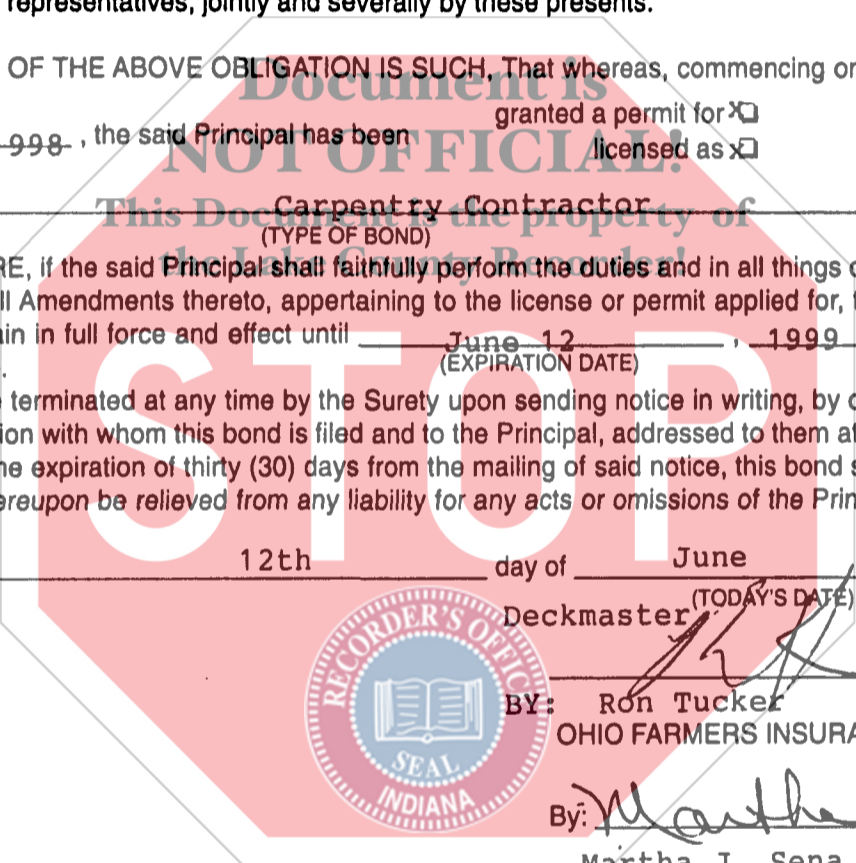 representatives, jointly and severally by these presents.
OF THE ABOVE OBLIGATION IS SUCH, That whereas, commencing or
Document is
granted a permit for x
998 , the said Principal has been
NOT OFFICIAL!
licensed as x
Carpentry Contractor
This Document is the property of
(TYPE OF BOND)
the Lake County Recorder!
RE, if the said Principal shall faithfully perform the duties and in all things
ll Amendments thereto, appertaining to the license or permit applied for,
in in full force and effect until June 12 , 1999
(EXPIRATION DATE)
.
terminated at any time by the Surety upon sending notice in writing, by
ion with whom this bond is filed and to the Principal, addressed to them at
he expiration of thirty (30) days from the mailing of said notice, this bond s
ereupon be relieved from any liability for any acts or omissions of the Prin
STOP
12th day of June
(TODAY'S DATE)
Deckmaster
RECORDER'S OFFIC
SEAL
INDIANA
BY: Ron Tucker
OHIO FARMERS INSURA
By: Martha
Martha J. Sena